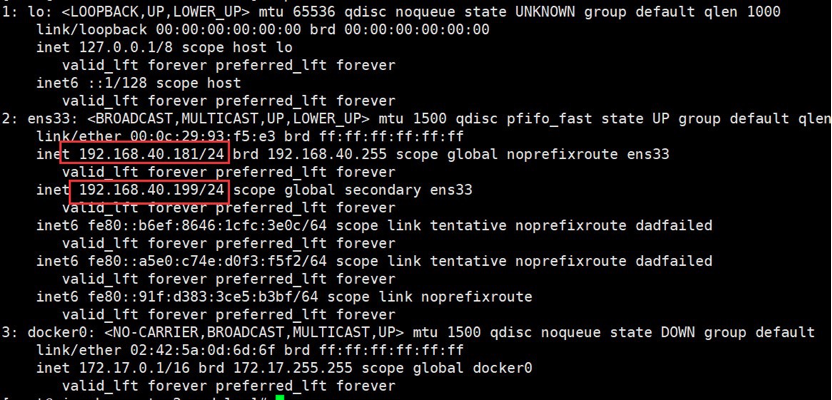 1: lo: <LOOPBACK,UP,LOWER_UP> mtu 65536 qdisc noqueue state UNKNOWN group default qlen 1000
link/loopback 00:00:00:00:00:00 brd 00:00:00:00:00:00
inet 127.0.0.1/8 scope host lo
valid_lft forever preferred_lft forever
inet6 ::1/128 scope host
valid_lft forever preferred_lft forever
2: ens33: <BROADCAST,MULTICAST,UP,LOWER_UP> mtu 1500 qdisc pfifo_fast state UP group default qlen
link/ether 00:0c:29:93:f5:e3 brd ff:ff:ff:ff:ff:ff
inet 192.168.40.181/24 brd 192.168.40.255 scope global noprefixroute ens33
valid_lft forever preferred_lft forever
inet 192.168.40.199/24 scope global secondary ens33
valid_lft forever preferred_lft forever
inet6 fe80::b6ef:8646:1cfc:3e0c/64 scope link tentative noprefixroute dadfailed
valid_lft forever preferred_lft forever
inet6 fe80::a5e0:c74e:d0f3:f5f2/64 scope link tentative noprefixroute dadfailed
valid_lft forever preferred_lft forever
inet6 fe80::91f:d383:3ce5:b3bf/64 scope link noprefixroute
valid_lft forever preferred_lft forever
3: docker0: <NO-CARRIER,BROADCAST,MULTICAST,UP> mtu 1500 qdisc noqueue state DOWN group default
link/ether 02:42:5a:0d:6d:6f brd ff:ff:ff:ff:ff:ff
inet 172.17.0.1/16 brd 172.17.255.255 scope global docker0
valid_lft forever preferred_lft forever